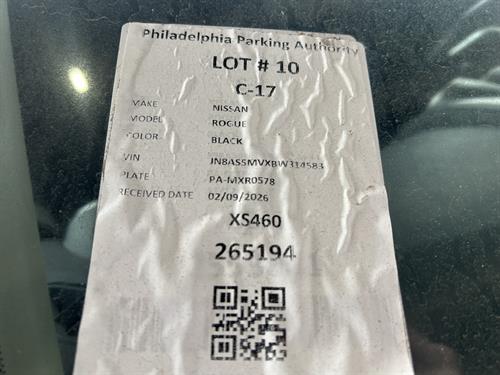 Philadelphia Parking Authority
LOT # 10
C-17
MAKE NISSAN
MODEL ROGUE
COLOR BLACK
VIN JN8AS5MVXBW314583
PLATE PA-MXR0578
RECEIVED DATE 02/09/2026
XS460
265194